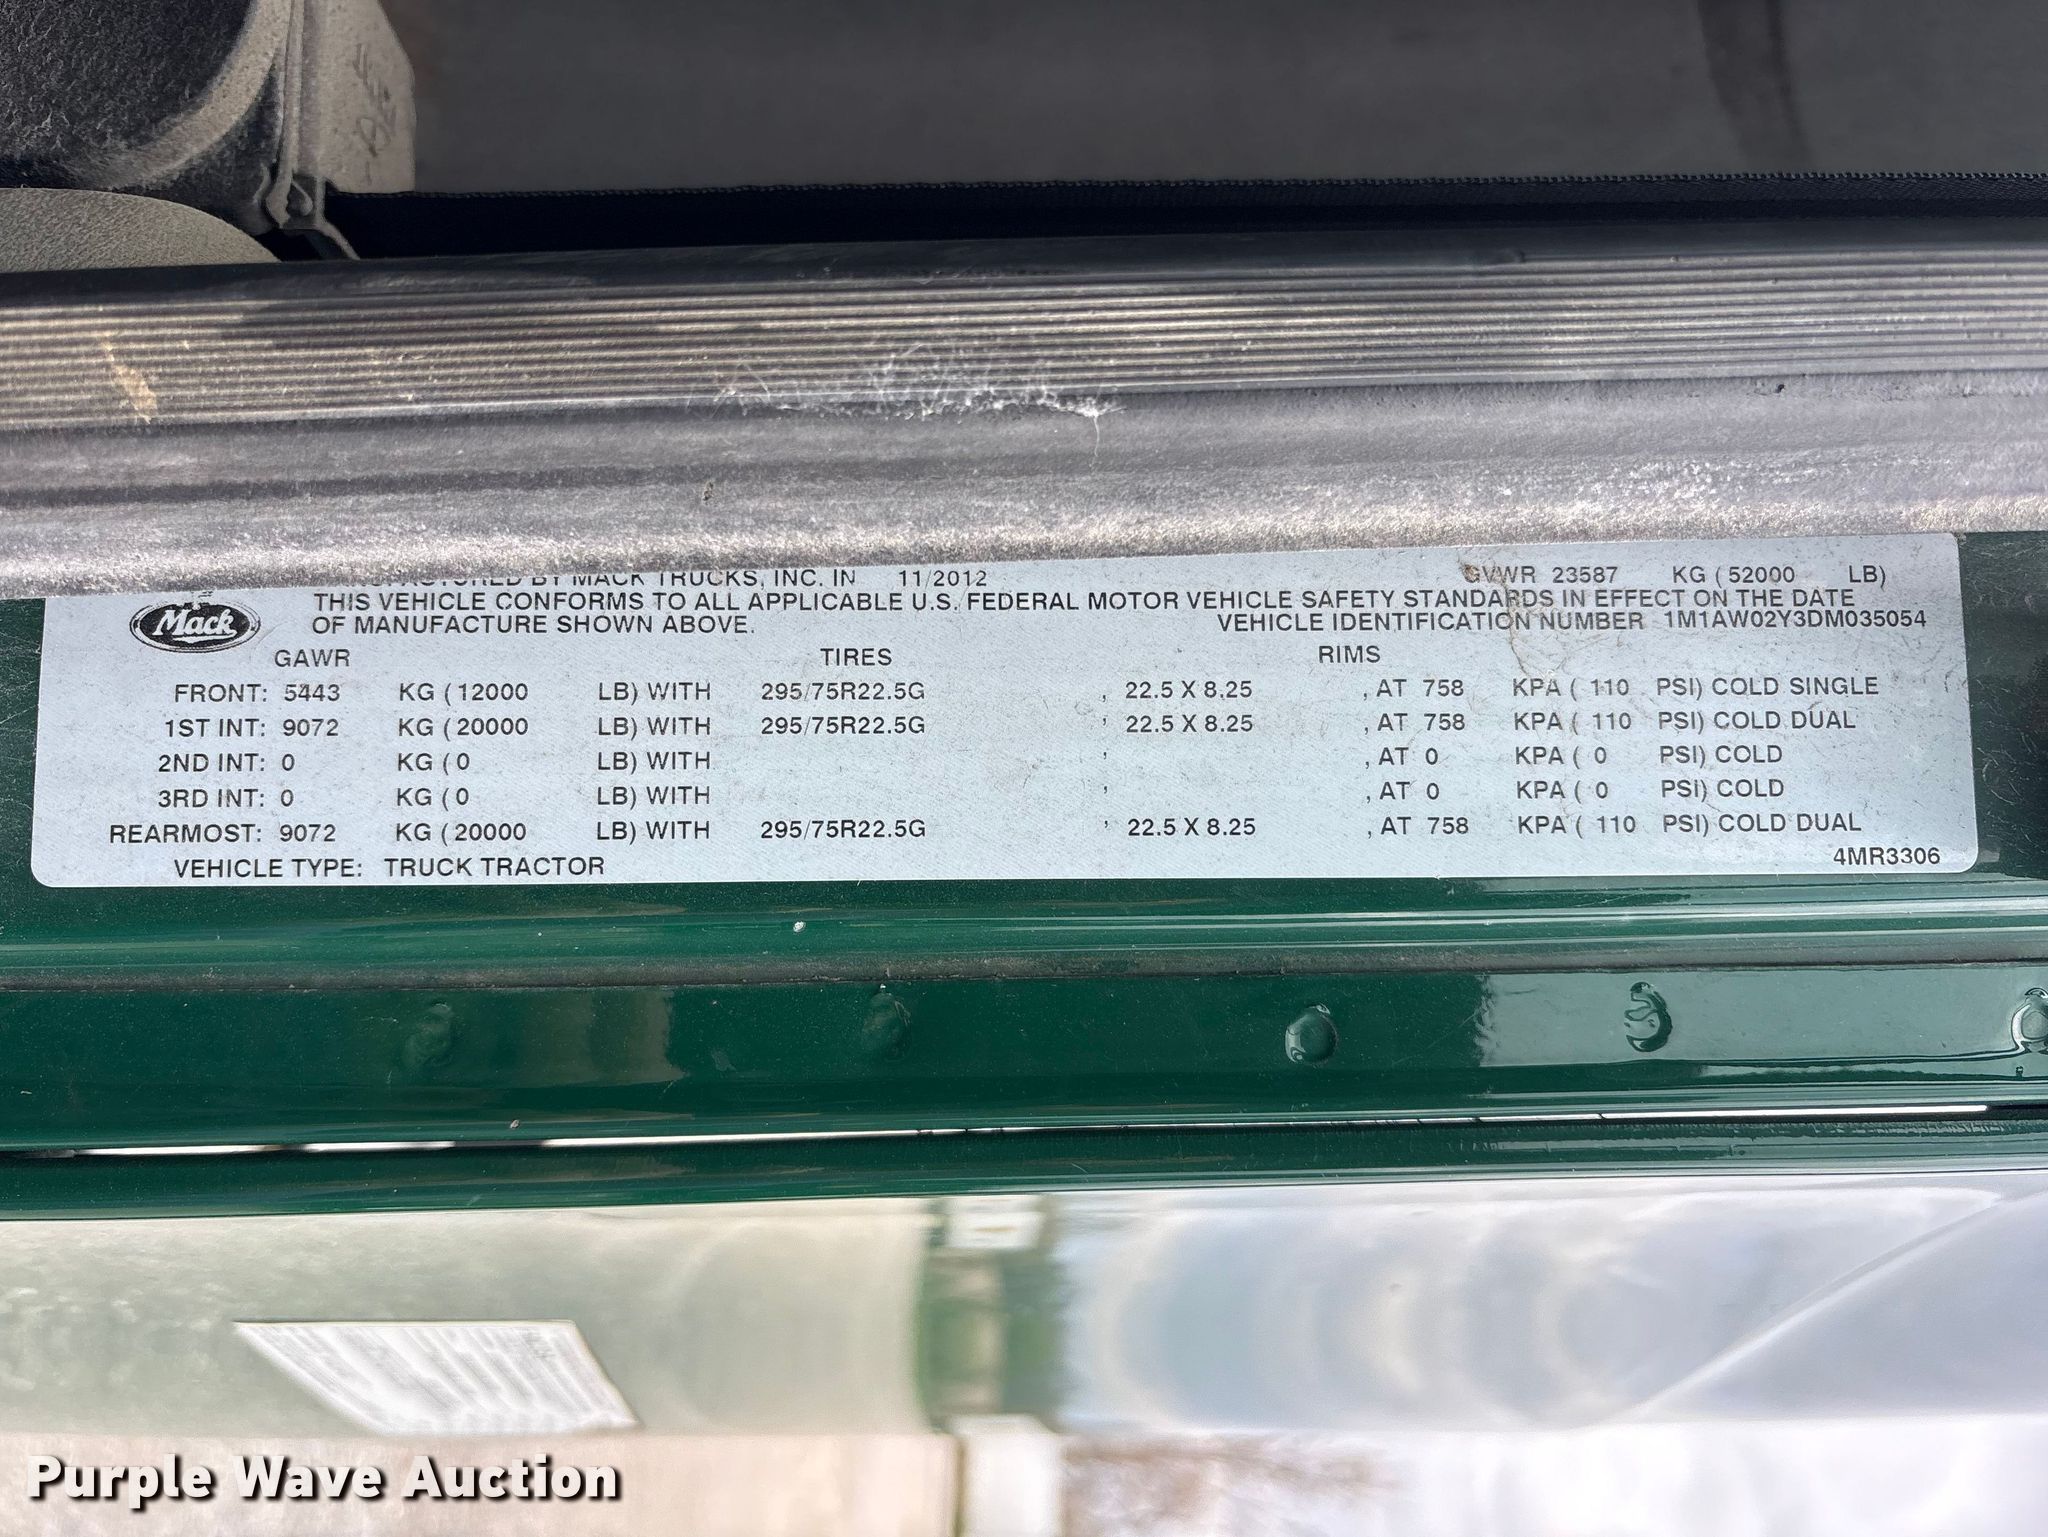 MANUFACTURED BY MACK TRUCKS, INC. IN 11/2012 GVWR 23587 KG ( 52000 LB)
THIS VEHICLE CONFORMS TO ALL APPLICABLE U.S. FEDERAL MOTOR VEHICLE SAFETY STANDARDS IN EFFECT ON THE DATE
OF MANUFACTURE SHOWN ABOVE. VEHICLE IDENTIFICATION NUMBER 1M1AW02Y3DM035054
Mack
GAWR TIRES RIMS
FRONT: 5443 KG ( 12000 LB) WITH 295/75R22.5G , 22.5 X 8.25 , AT 758 KPA ( 110 PSI) COLD SINGLE
1ST INT: 9072 KG ( 20000 LB) WITH 295/75R22.5G , 22.5 X 8.25 , AT 758 KPA ( 110 PSI) COLD DUAL
2ND INT: 0 KG ( 0 LB) WITH , , AT 0 KPA ( 0 PSI) COLD
3RD INT: 0 KG ( 0 LB) WITH , , AT 0 KPA ( 0 PSI) COLD
REARMOST: 9072 KG ( 20000 LB) WITH 295/75R22.5G , 22.5 X 8.25 , AT 758 KPA ( 110 PSI) COLD DUAL
VEHICLE TYPE: TRUCK TRACTOR 4MR3306
Purple Wave Auction